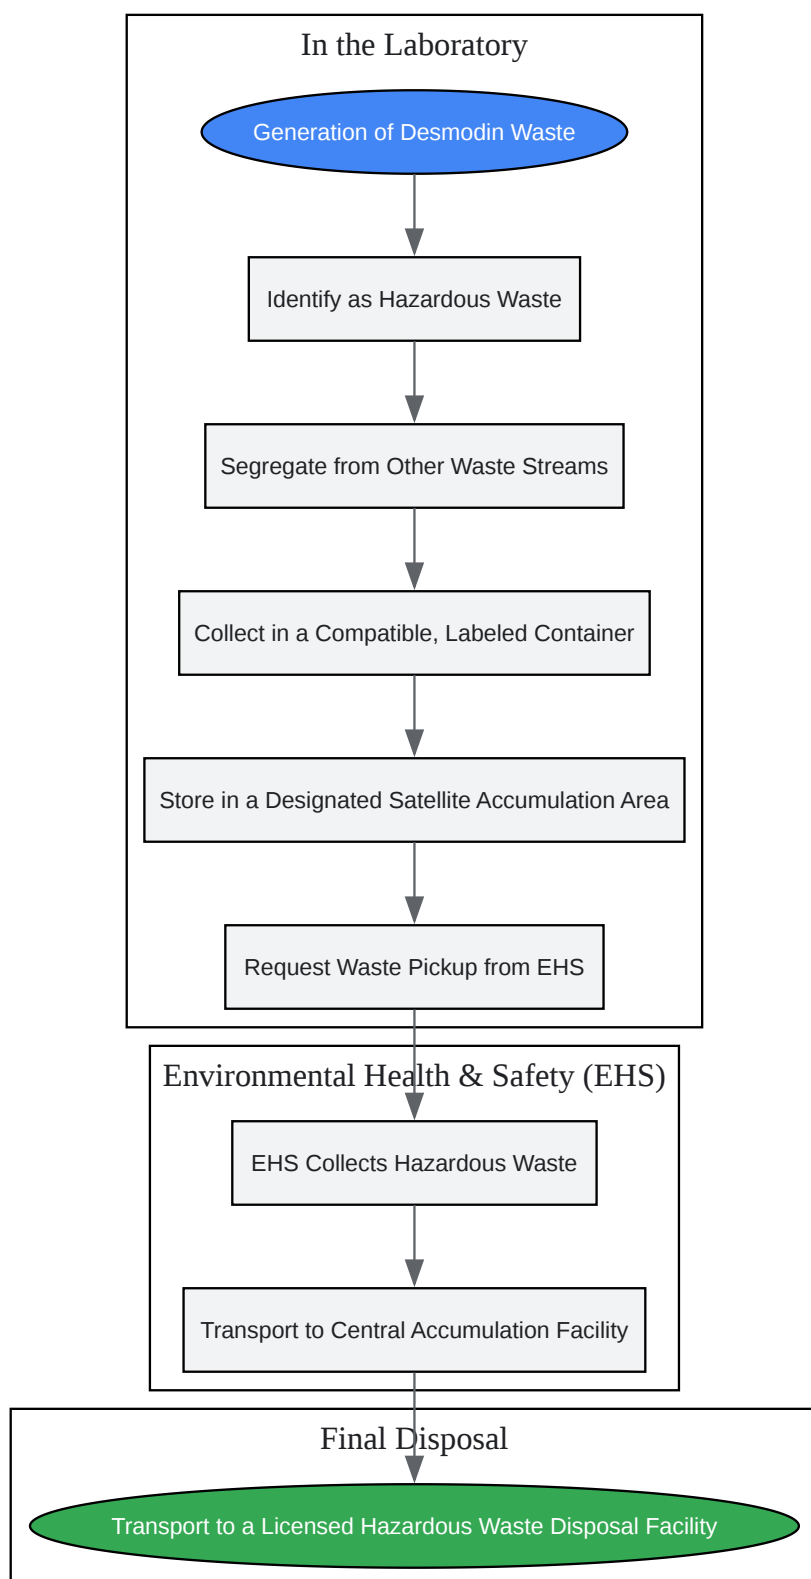 In the Laboratory
Generation of Desmodin Waste
Identify as Hazardous Waste
Segregate from Other Waste Streams
Collect in a Compatible, Labeled Container
Store in a Designated Satellite Accumulation Area
Request Waste Pickup from EHS
Environmental Health & Safety (EHS)
EHS Collects Hazardous Waste
Transport to Central Accumulation Facility
Final Disposal
Transport to a Licensed Hazardous Waste Disposal Facility